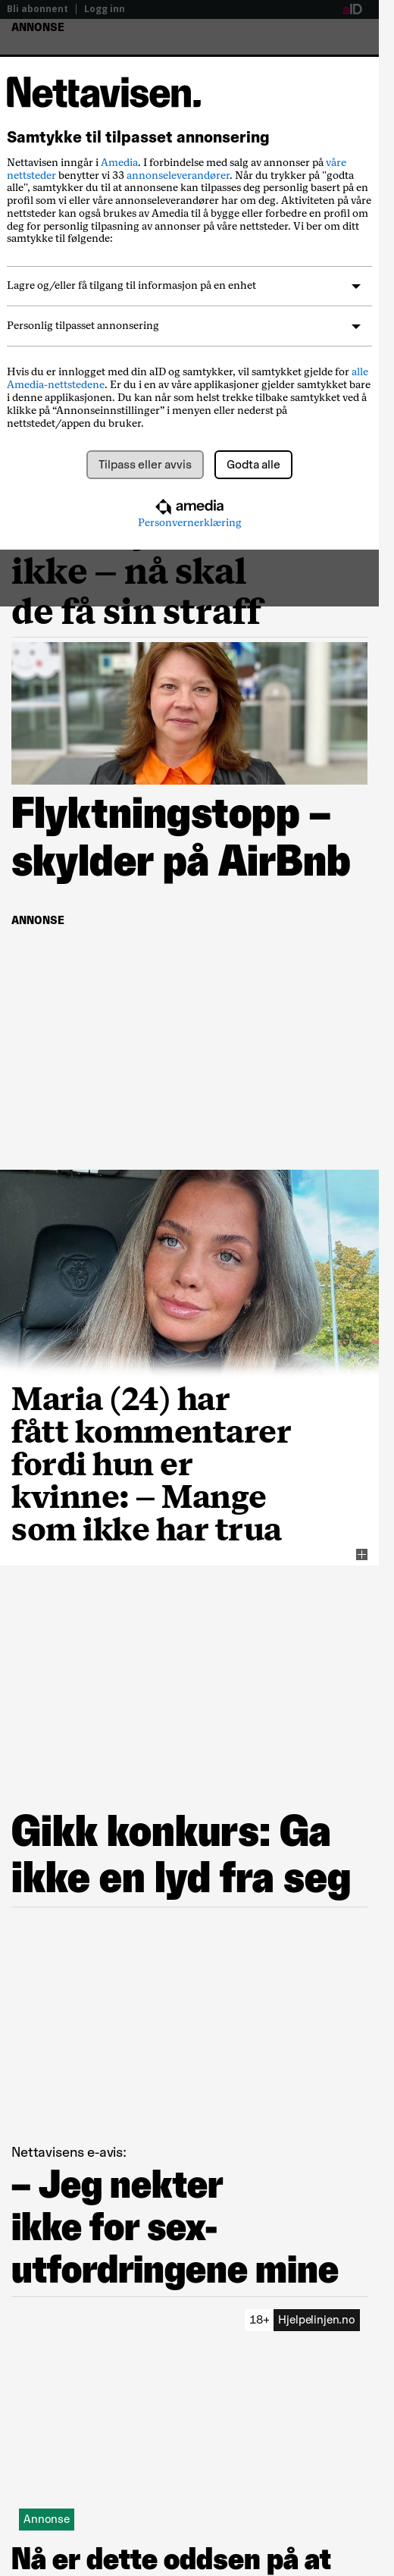 Bli abonnent
Logg inn
aID
ANNONSE
Nettavisen.
Samtykke til tilpasset annonsering
Nettavisen inngår i Amedia. I forbindelse med salg av annonser på våre
nettsteder benytter vi 33 annonseleverandører. Når du trykker på "godta
alle", samtykker du til at annonsene kan tilpasses deg personlig basert på en
profil som vi eller våre annonseleverandører har om deg. Aktiviteten på våre
nettsteder kan også brukes av Amedia til å bygge eller forbedre en profil om
deg for personlig tilpasning av annonser på våre nettsteder. Vi ber om ditt
samtykke til følgende:
Lagre og/eller få tilgang til informasjon på en enhet
Personlig tilpasset annonsering
Hvis du er innlogget med din aID og samtykker, vil samtykket gjelde for alle
Amedia-nettstedene. Er du i en av våre applikasjoner gjelder samtykket bare
i denne applikasjonen. Du kan når som helst trekke tilbake samtykket ved å
klikke på “Annonseinnstillinger” i menyen eller nederst på
nettstedet/appen du bruker.
Tilpass eller avvis
Godta alle
amedia
Personvernerklæring
ikke – nå skal
de få sin straff
Flyktningstopp –
skylder på AirBnb
ANNONSE
Maria (24) har
fått kommentarer
fordi hun er
kvinne: – Mange
som ikke har trua
Gikk konkurs: Ga
ikke en lyd fra seg
Nettavisens e-avis:
– Jeg nekter
ikke for sex-
utfordringene mine
18+ Hjelpelinjen.no
Annonse
Nå er dette oddsen på at